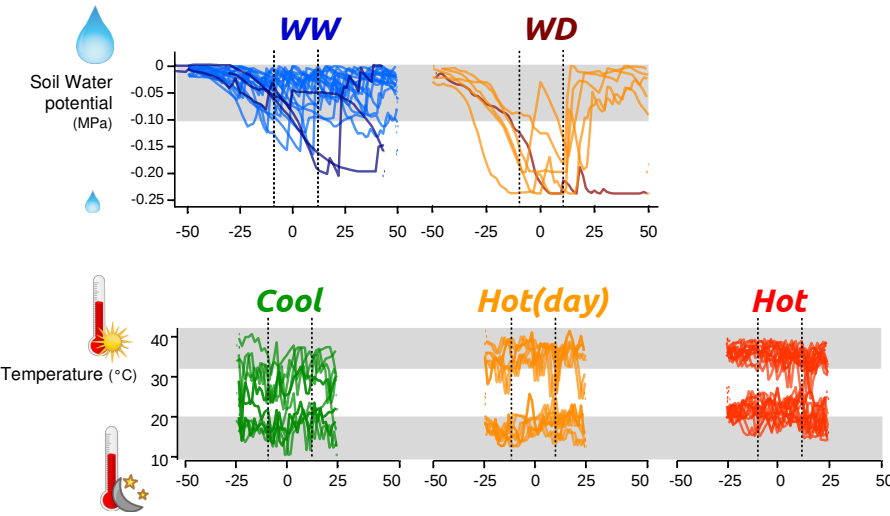 WW WD
Soil Water
potential
(MPa)
0
-0.05
-0.10
-0.15
-0.20
-0.25
-50 -25 0 25 50 -50 -25 0 25 50
Cool Hot(day) Hot
Temperature (°C)
40
30
20
10
-50 -25 0 25 50 -50 -25 0 25 50 -50 -25 0 25 50